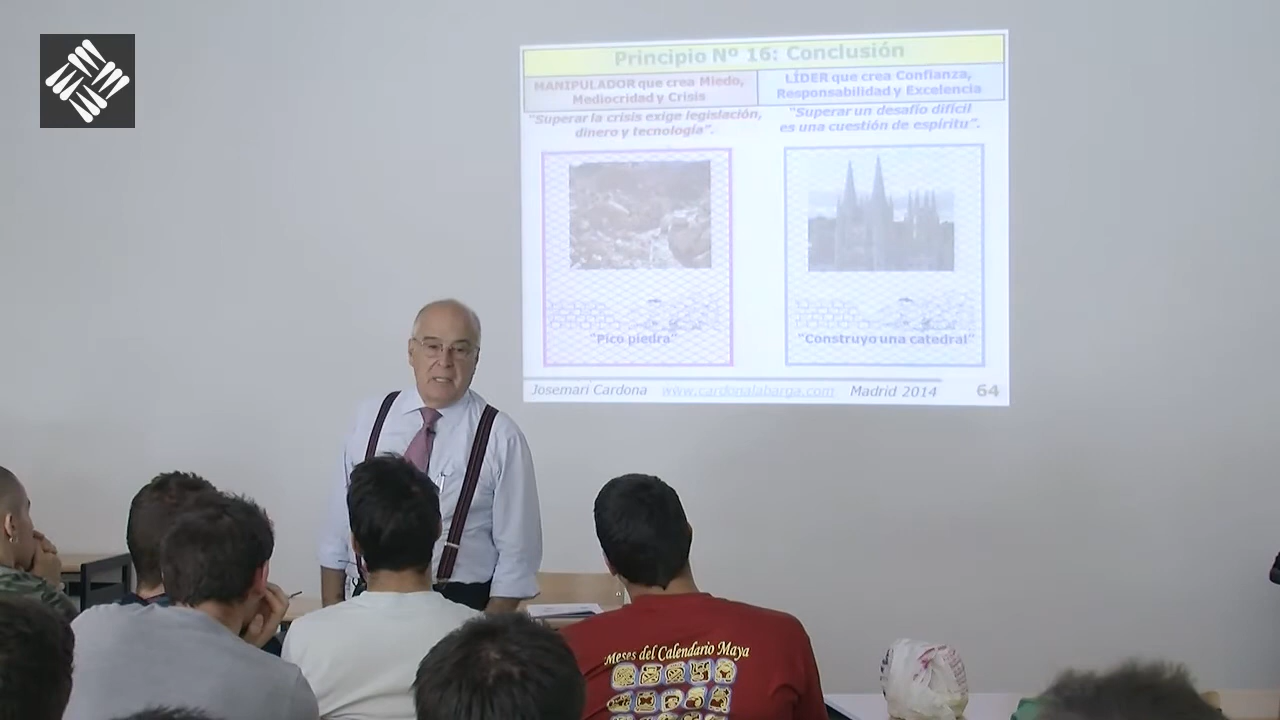 Principio Nº 16: Conclusión
MANIPULADOR que crea Miedo,
Mediocridad y Crisis
LÍDER que crea Confianza,
Responsabilidad y Excelencia
"Superar la crisis exige legislación,
dinero y tecnología".
"Superar un desafío difícil
es una cuestión de espíritu".
"Pico piedra"
"Construyo una catedral"
Josemari Cardona www.cardonalabarga.com Madrid 2014 64
Meses del Calendario Maya